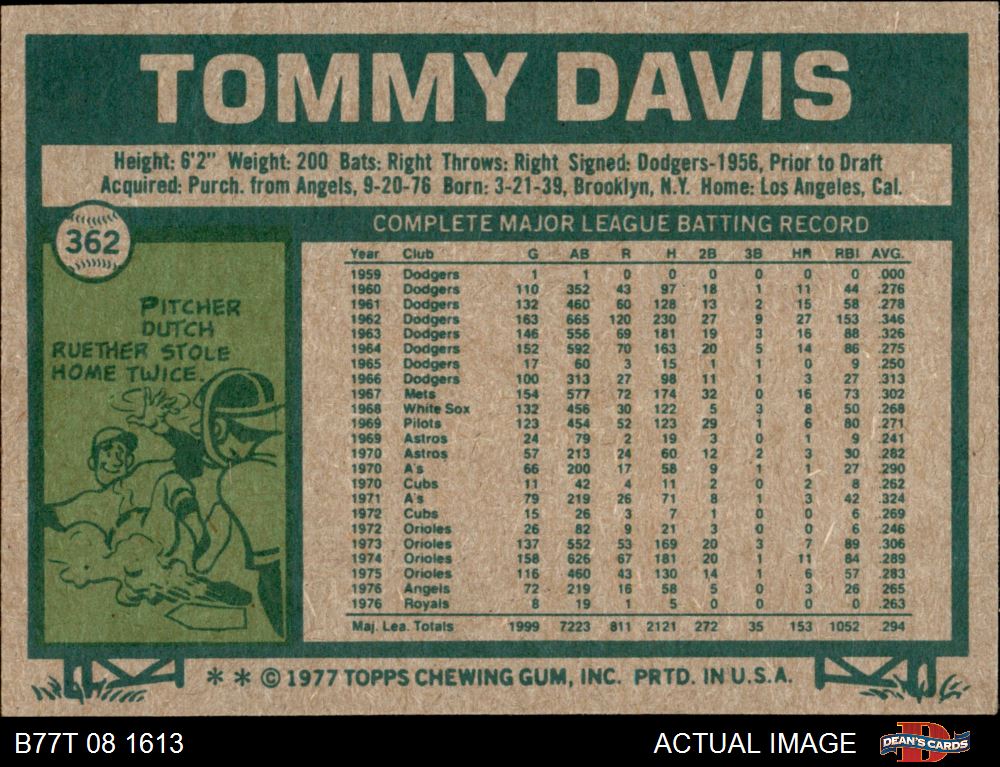 TOMMY DAVIS
Height: 6'2" Weight: 200 Bats: Right Throws: Right Signed: Dodgers-1956, Prior to Draft
Acquired: Purch. from Angels, 9-20-76 Born: 3-21-39, Brooklyn, N.Y. Home: Los Angeles, Cal.
362
PITCHER
DUTCH
RUETHER STOLE
HOME TWICE.
COMPLETE MAJOR LEAGUE BATTING RECORD
Year Club G AB R H 2B 3B HR RBI AVG.
1959 Dodgers 1 1 0 0 0 0 0 0 .000
1960 Dodgers 110 352 43 97 18 1 11 44 .276
1961 Dodgers 132 460 60 128 13 2 15 58 .278
1962 Dodgers 163 665 120 230 27 9 27 153 .346
1963 Dodgers 146 556 69 181 19 3 16 88 .326
1964 Dodgers 152 592 70 163 20 5 14 86 .275
1965 Dodgers 17 60 3 15 1 1 0 9 .250
1966 Dodgers 100 313 27 98 11 1 3 27 .313
1967 Mets 154 577 72 174 32 0 16 73 .302
1968 White Sox 132 456 30 122 5 3 8 50 .268
1969 Pilots 123 454 52 123 29 1 6 80 .271
1969 Astros 24 79 2 19 3 0 1 9 .241
1970 Astros 57 213 24 60 12 2 3 30 .282
1970 A's 66 200 17 58 9 1 1 27 .290
1970 Cubs 11 42 4 11 2 0 2 8 .262
1971 A's 79 219 26 71 8 1 3 42 .324
1972 Cubs 15 26 3 7 1 0 0 6 .269
1972 Orioles 26 82 9 21 3 0 0 6 .246
1973 Orioles 137 552 53 169 20 3 7 89 .306
1974 Orioles 158 626 67 181 20 1 11 84 .289
1975 Orioles 116 460 43 130 14 1 6 57 .283
1976 Angels 72 219 16 58 5 0 3 26 .265
1976 Royals 8 19 1 5 0 0 0 0 .263
Maj. Lea. Totals 1999 7223 811 2121 272 35 153 1052 .294
* * © 1977 TOPPS CHEWING GUM, INC. PRTD. IN U.S.A.
B77T 08 1613
ACTUAL IMAGE
D
DEAN'S CARDS